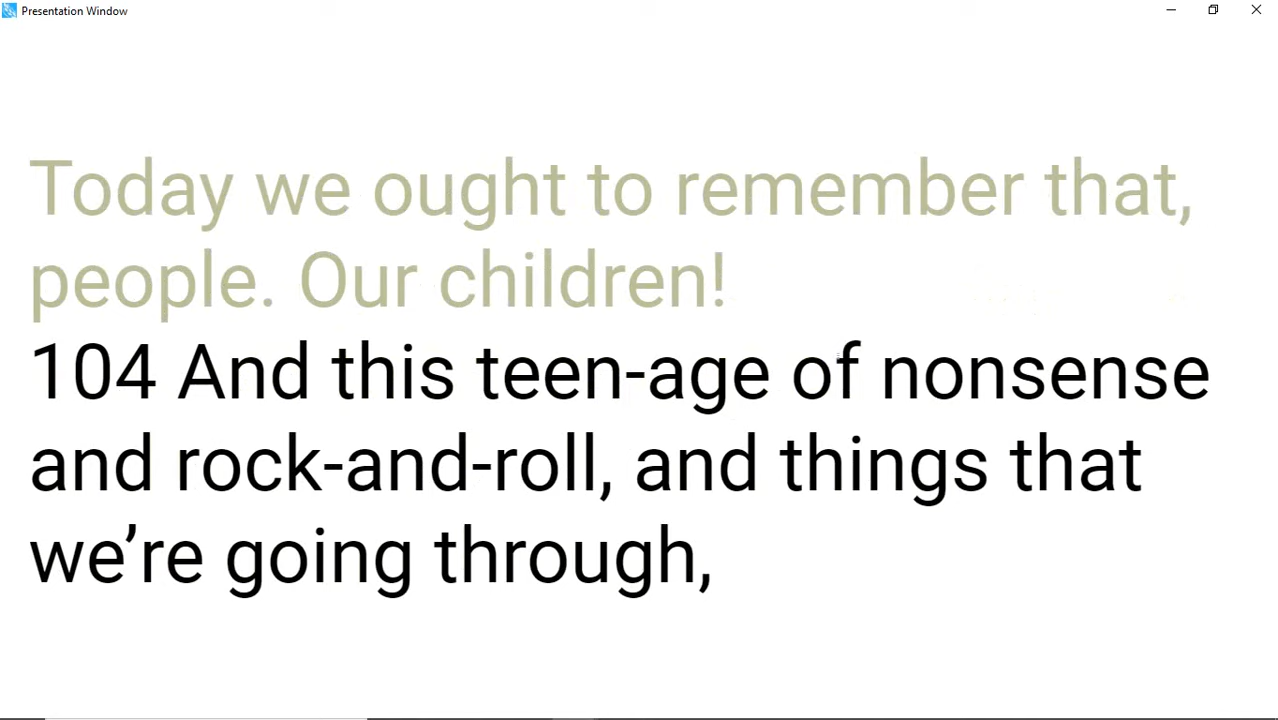 Presentation Window
Today we ought to remember that,
people. Our children!
104 And this teen-age of nonsense
and rock-and-roll, and things that
we’re going through,